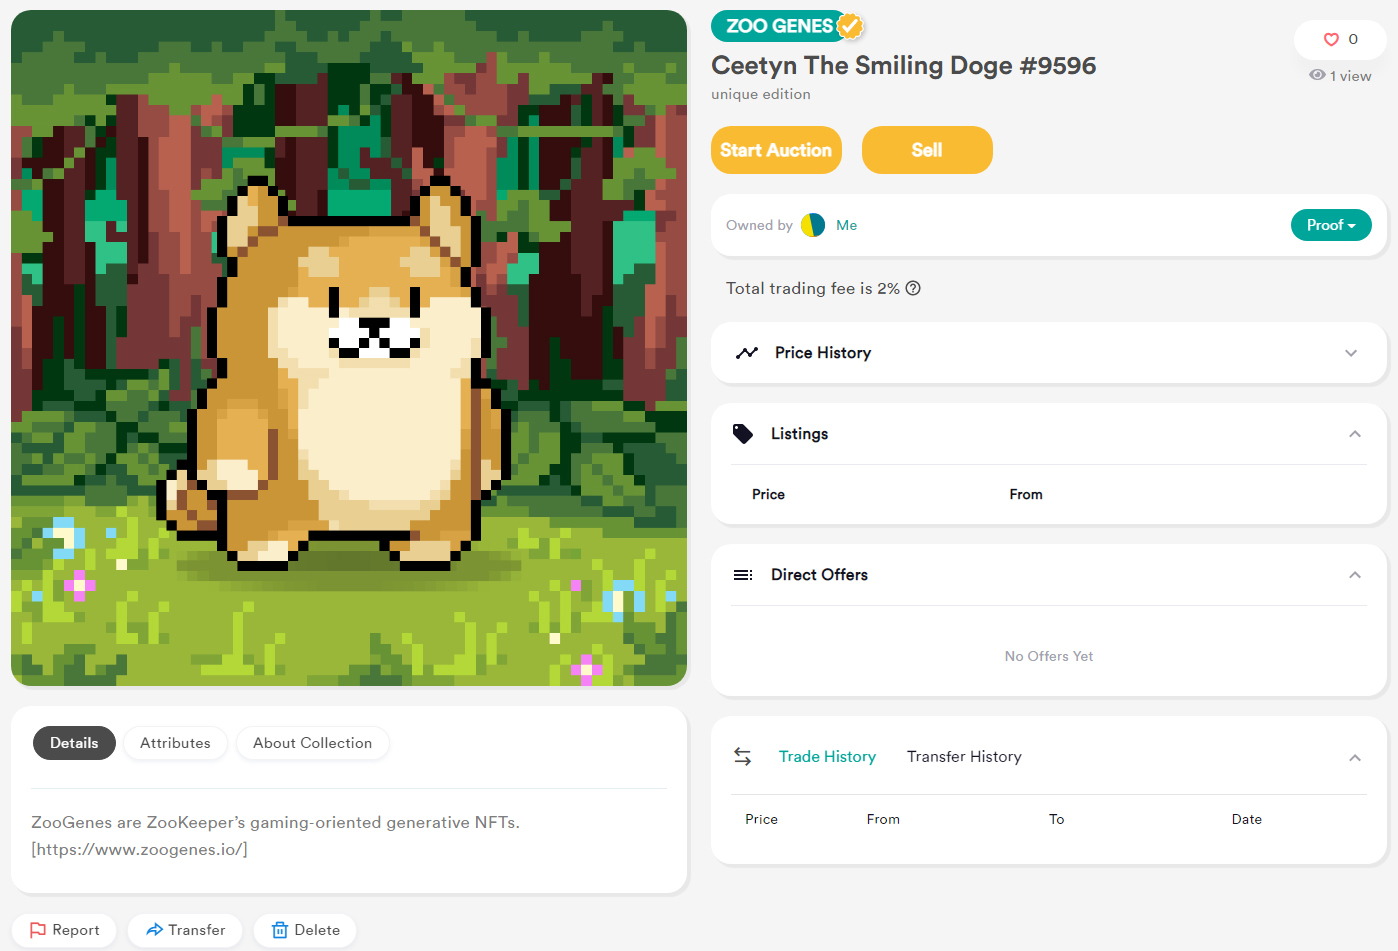 ZOO GENES
Ceetyn The Smiling Doge #9596
unique edition
0
1 view
Start Auction
Sell
Owned by Me
Proof
Total trading fee is 2%
Price History
Listings
Price From
Direct Offers
No Offers Yet
Trade History Transfer History
Price From To Date
Details Attributes About Collection
ZooGenes are ZooKeeper’s gaming-oriented generative NFTs.
[https://www.zoogenes.io/]
Report Transfer Delete